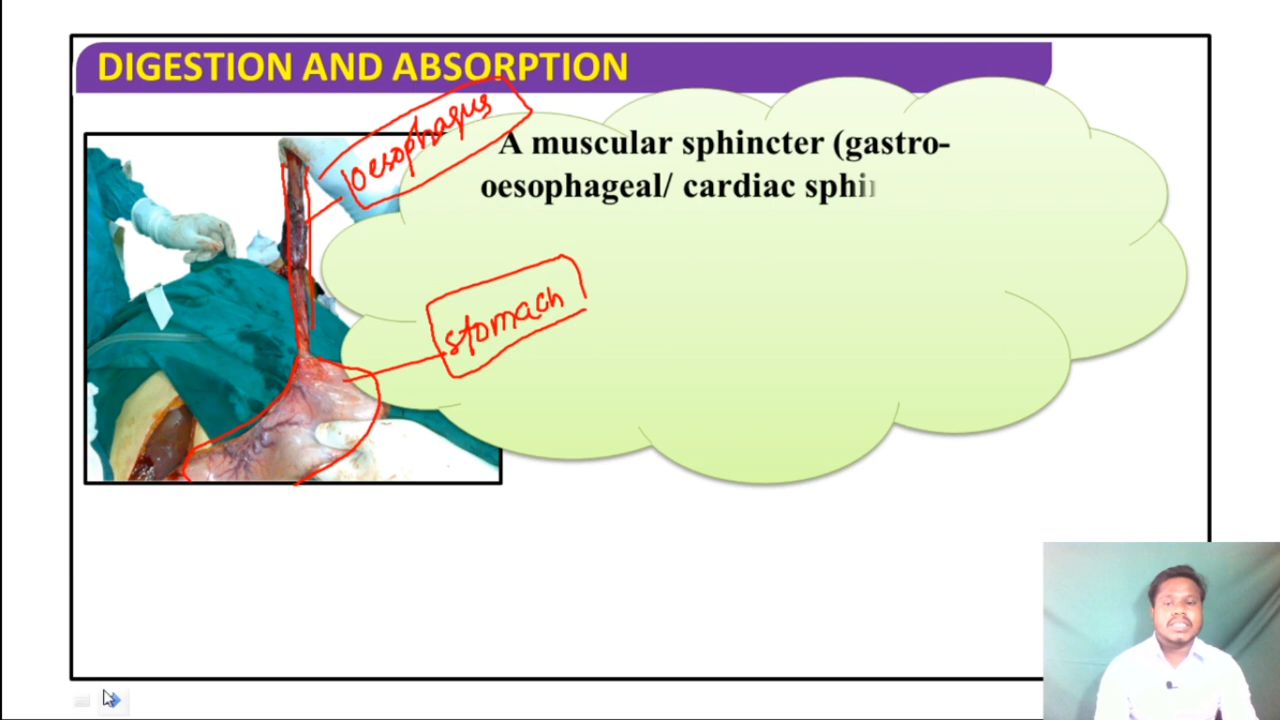 DIGESTION AND ABSORPTION
oesophagus
A muscular sphincter (gastro-
oesophageal/ cardiac sphi
stomach